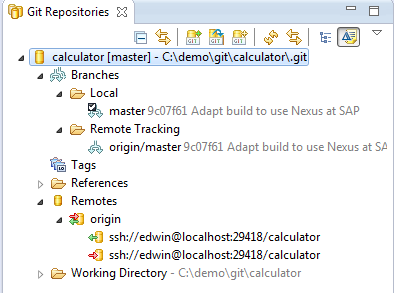 Git Repositories
calculator [master] - C:\demo\git\calculator\.git
Branches
Local
master 9c07f61 Adapt build to use Nexus at SAP
Remote Tracking
origin/master 9c07f61 Adapt build to use Nexus at SA
Tags
References
Remotes
origin
ssh://edwin@localhost:29418/calculator
ssh://edwin@localhost:29418/calculator
Working Directory - C:\demo\git\calculator